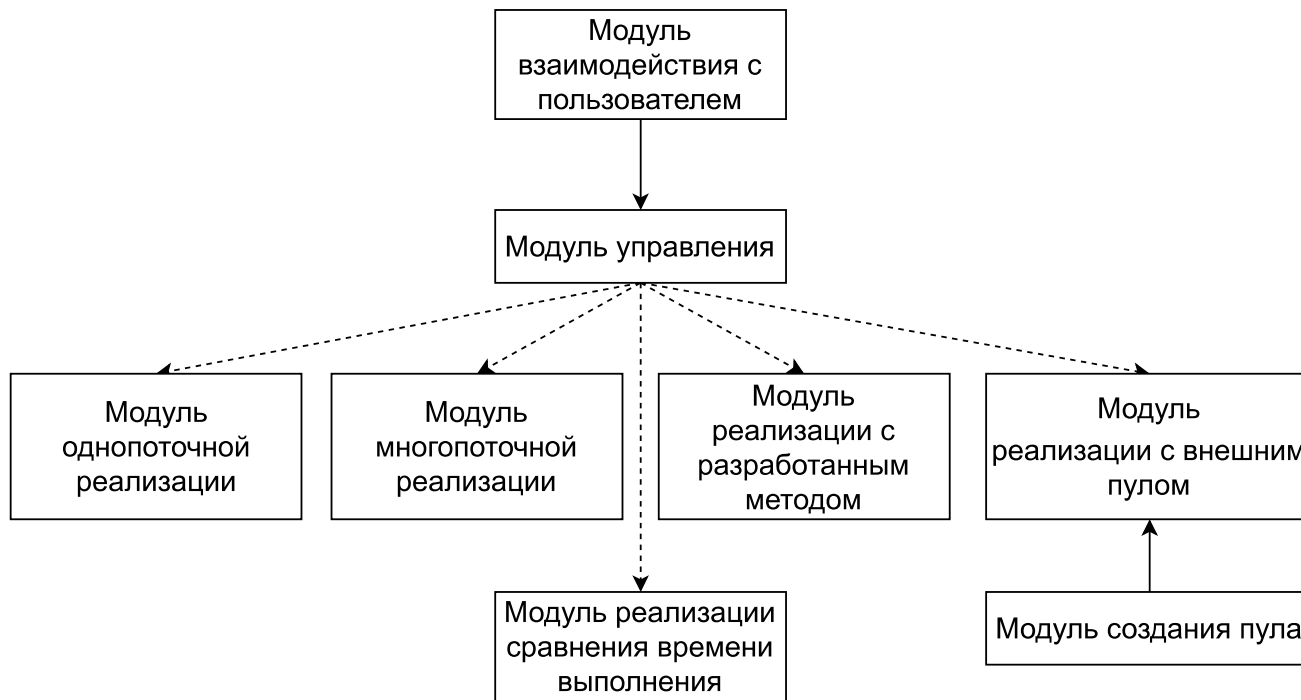 Модуль
взаимодействия с
пользователем
Модуль управления
Модуль
однопоточной
реализации
Модуль
многопоточной
реализации
Модуль
реализации с
разработанным
методом
Модуль
реализации с внешним
пулом
Модуль реализации
сравнения времени
выполнения
Модуль создания пула